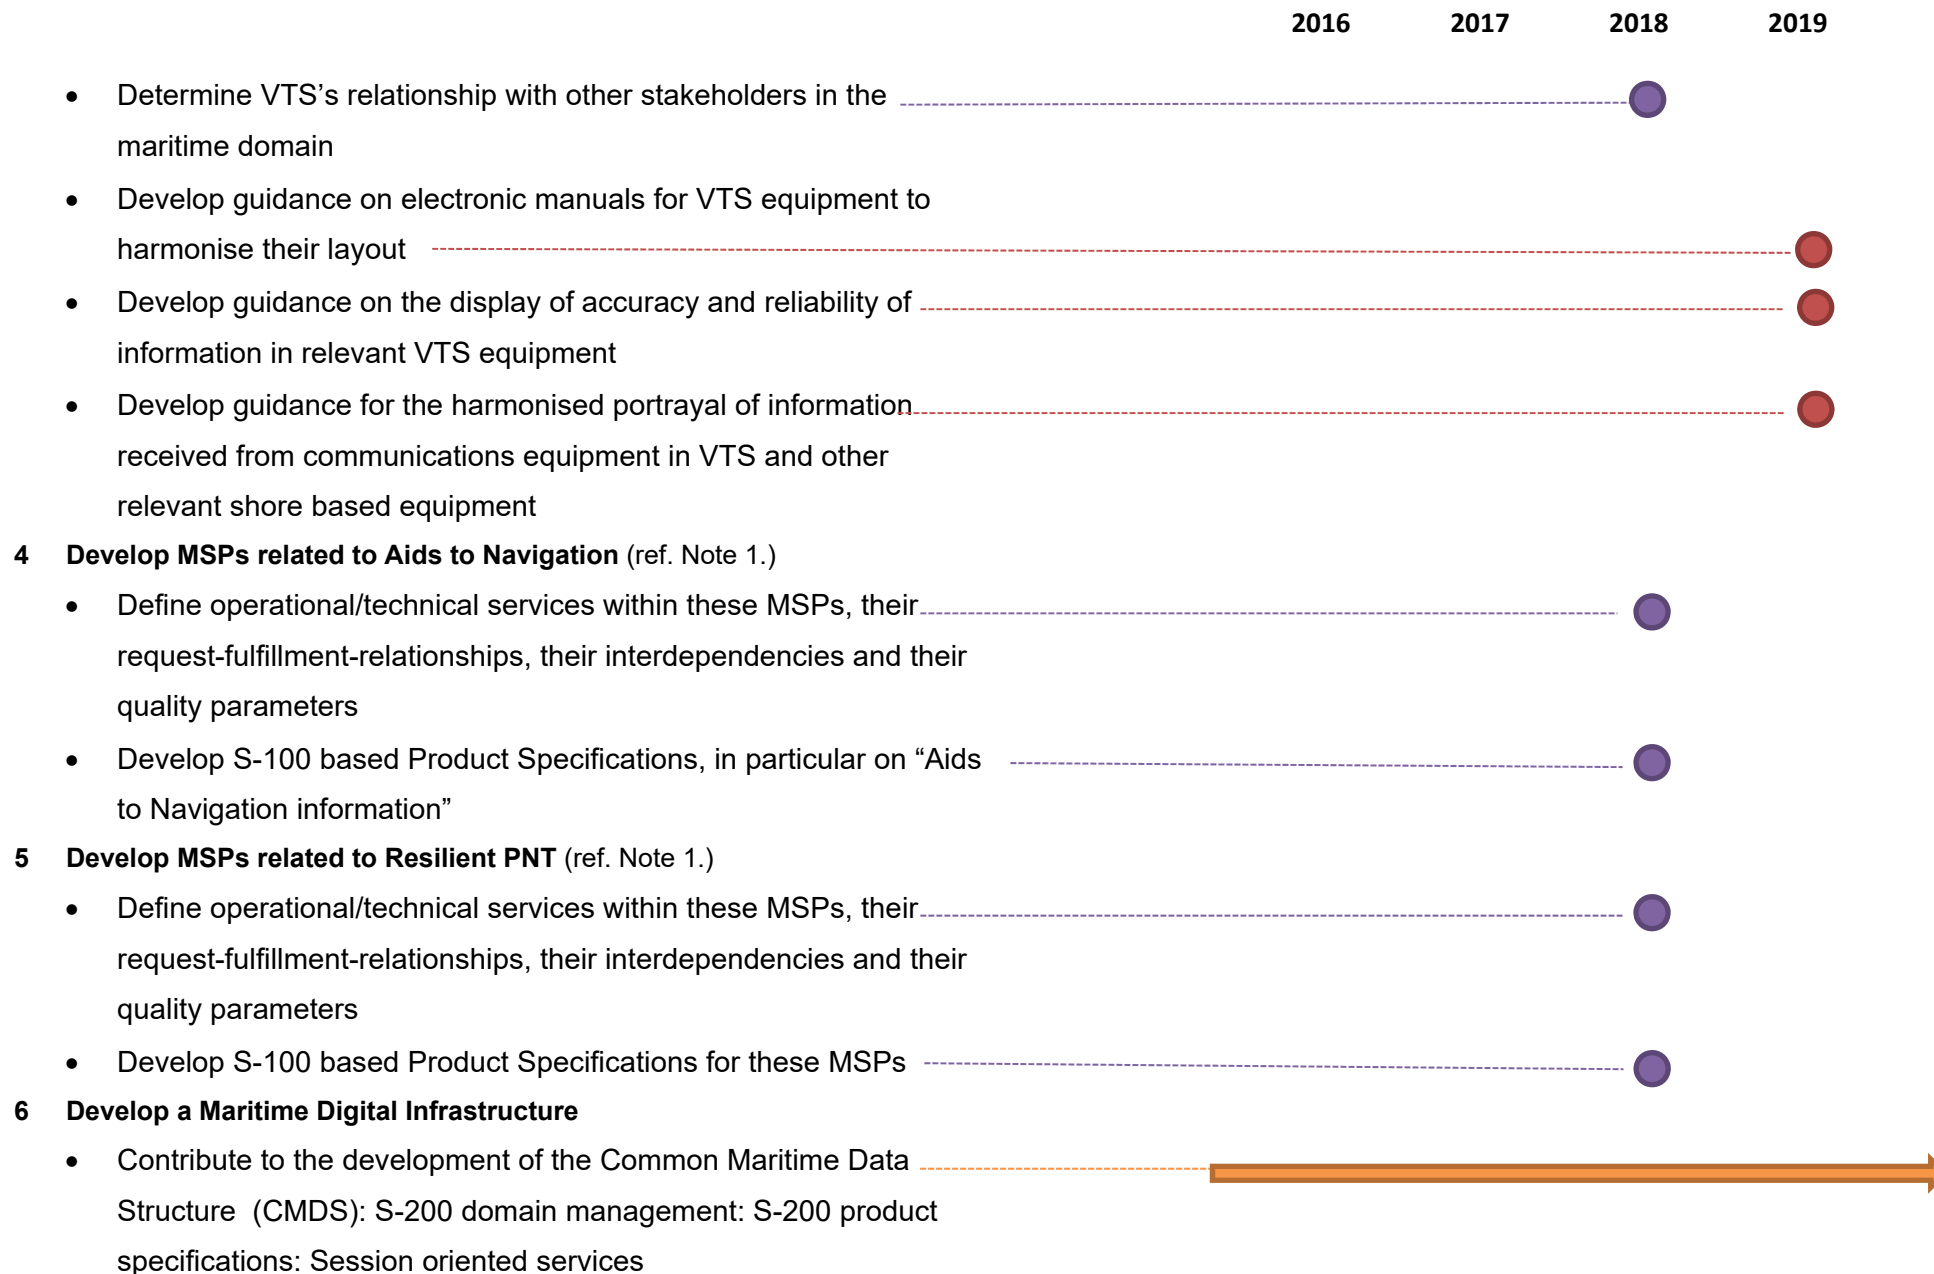 2016 2017 2018 2019
• Determine VTS’s relationship with other stakeholders in the
maritime domain
• Develop guidance on electronic manuals for VTS equipment to
harmonise their layout
• Develop guidance on the display of accuracy and reliability of
information in relevant VTS equipment
• Develop guidance for the harmonised portrayal of information
received from communications equipment in VTS and other
relevant shore based equipment
4 Develop MSPs related to Aids to Navigation (ref. Note 1.)
• Define operational/technical services within these MSPs, their
request-fulfillment-relationships, their interdependencies and their
quality parameters
• Develop S-100 based Product Specifications, in particular on “Aids
to Navigation information”
5 Develop MSPs related to Resilient PNT (ref. Note 1.)
• Define operational/technical services within these MSPs, their
request-fulfillment-relationships, their interdependencies and their
quality parameters
• Develop S-100 based Product Specifications for these MSPs
6 Develop a Maritime Digital Infrastructure
• Contribute to the development of the Common Maritime Data
Structure (CMDS): S-200 domain management: S-200 product
specifications: Session oriented services